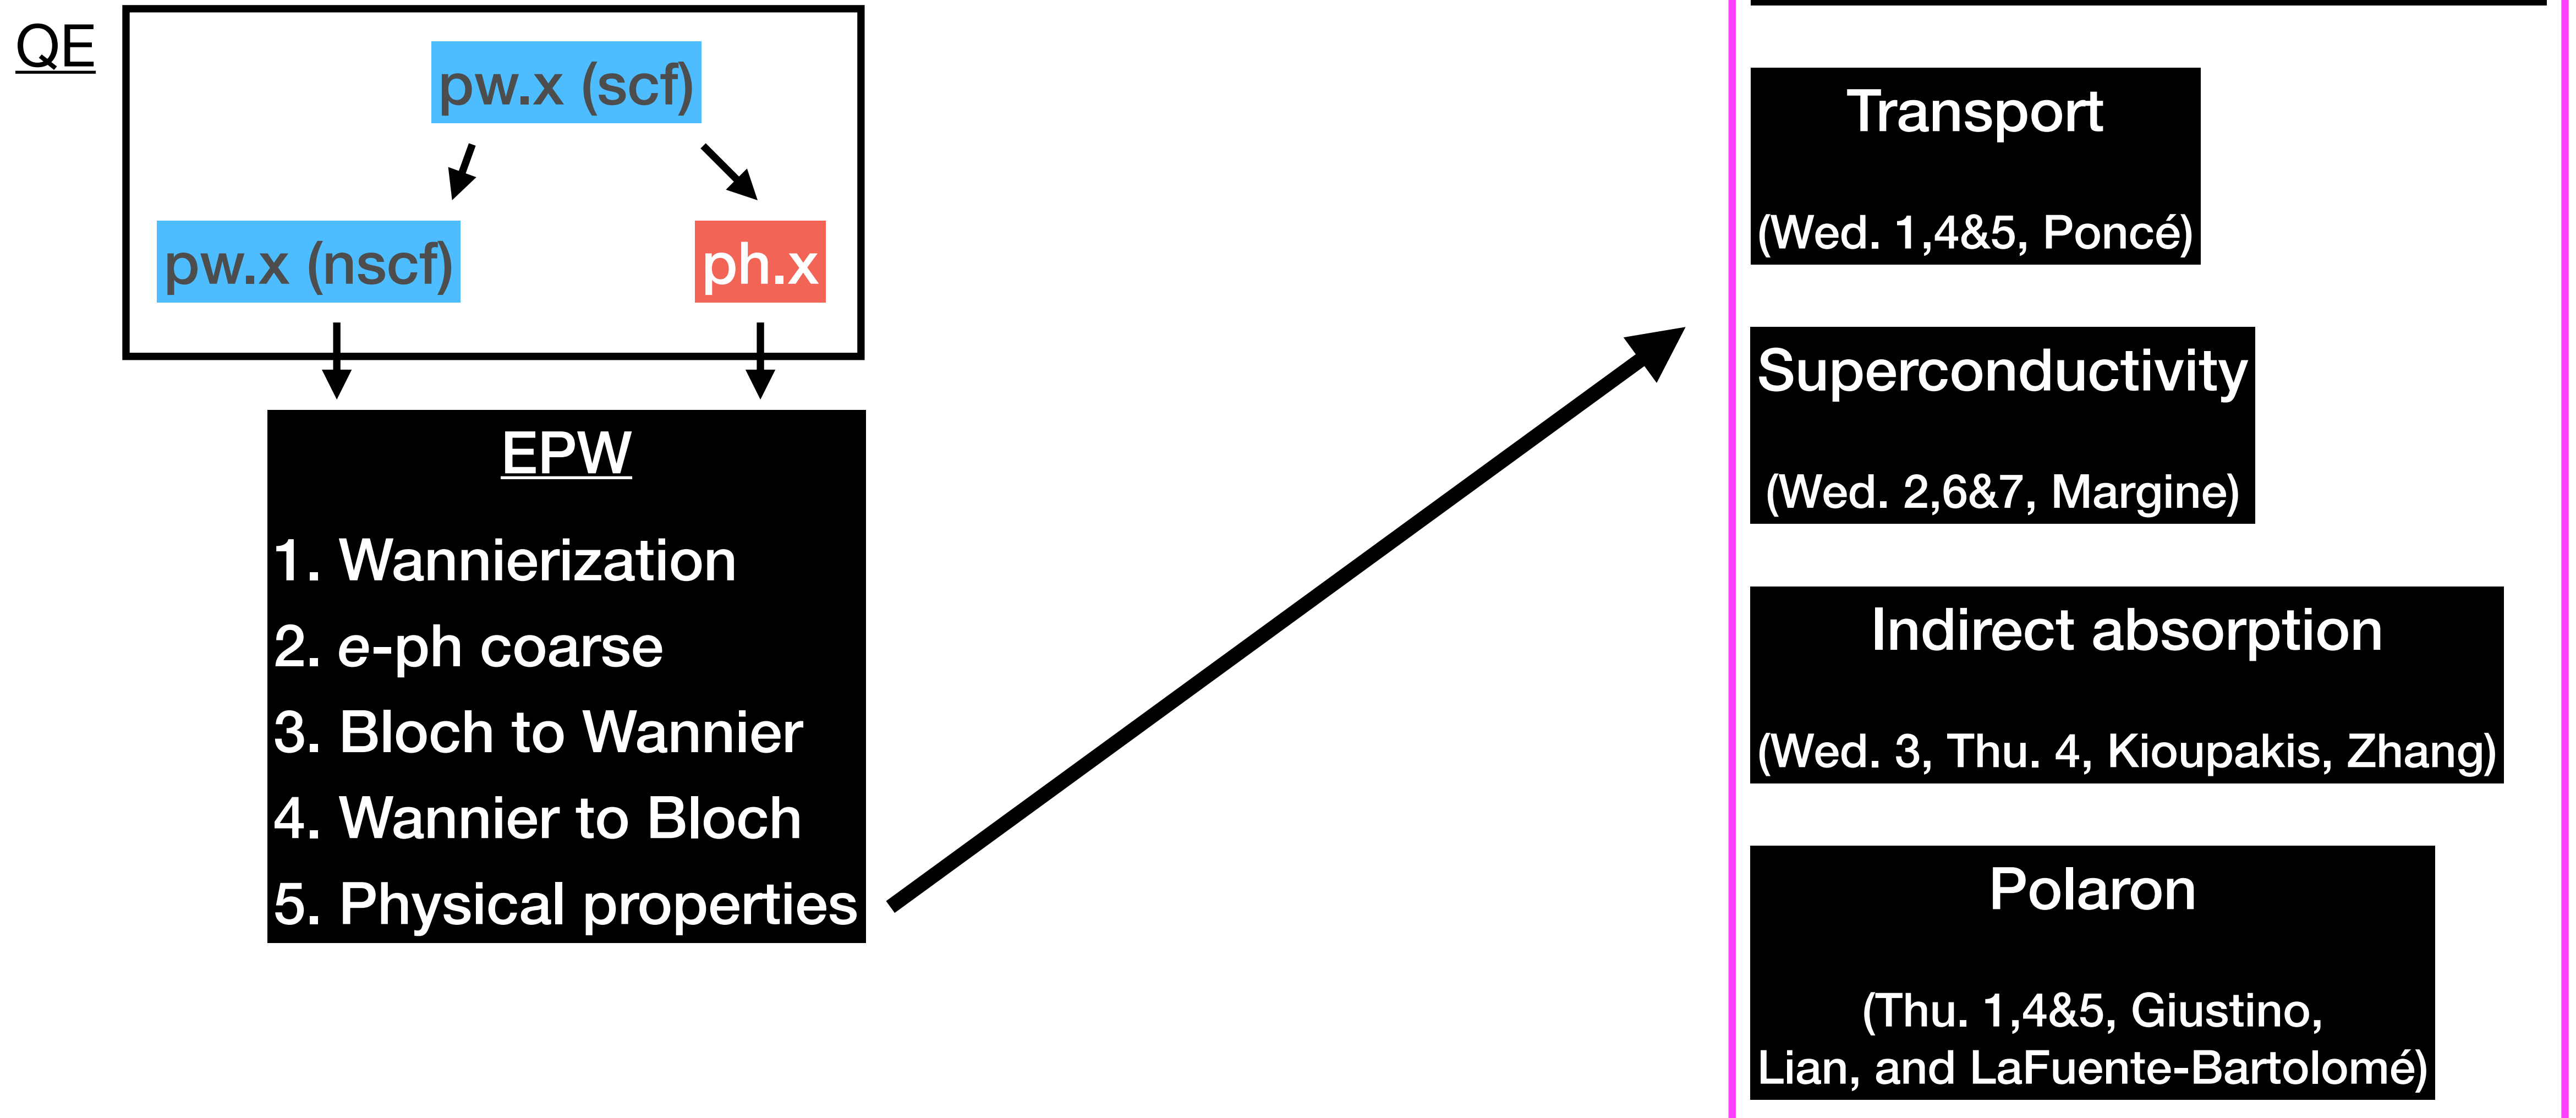 QE
pw.x (scf)
pw.x (nscf)
ph.x
EPW
1. Wannierization
2. e-ph coarse
3. Bloch to Wannier
4. Wannier to Bloch
5. Physical properties
Transport
(Wed. 1,4&5, Poncé)
Superconductivity
(Wed. 2,6&7, Margine)
Indirect absorption
(Wed. 3, Thu. 4, Kioupakis, Zhang)
Polaron
(Thu. 1,4&5, Giustino,
Lian, and LaFuente-Bartolomé)